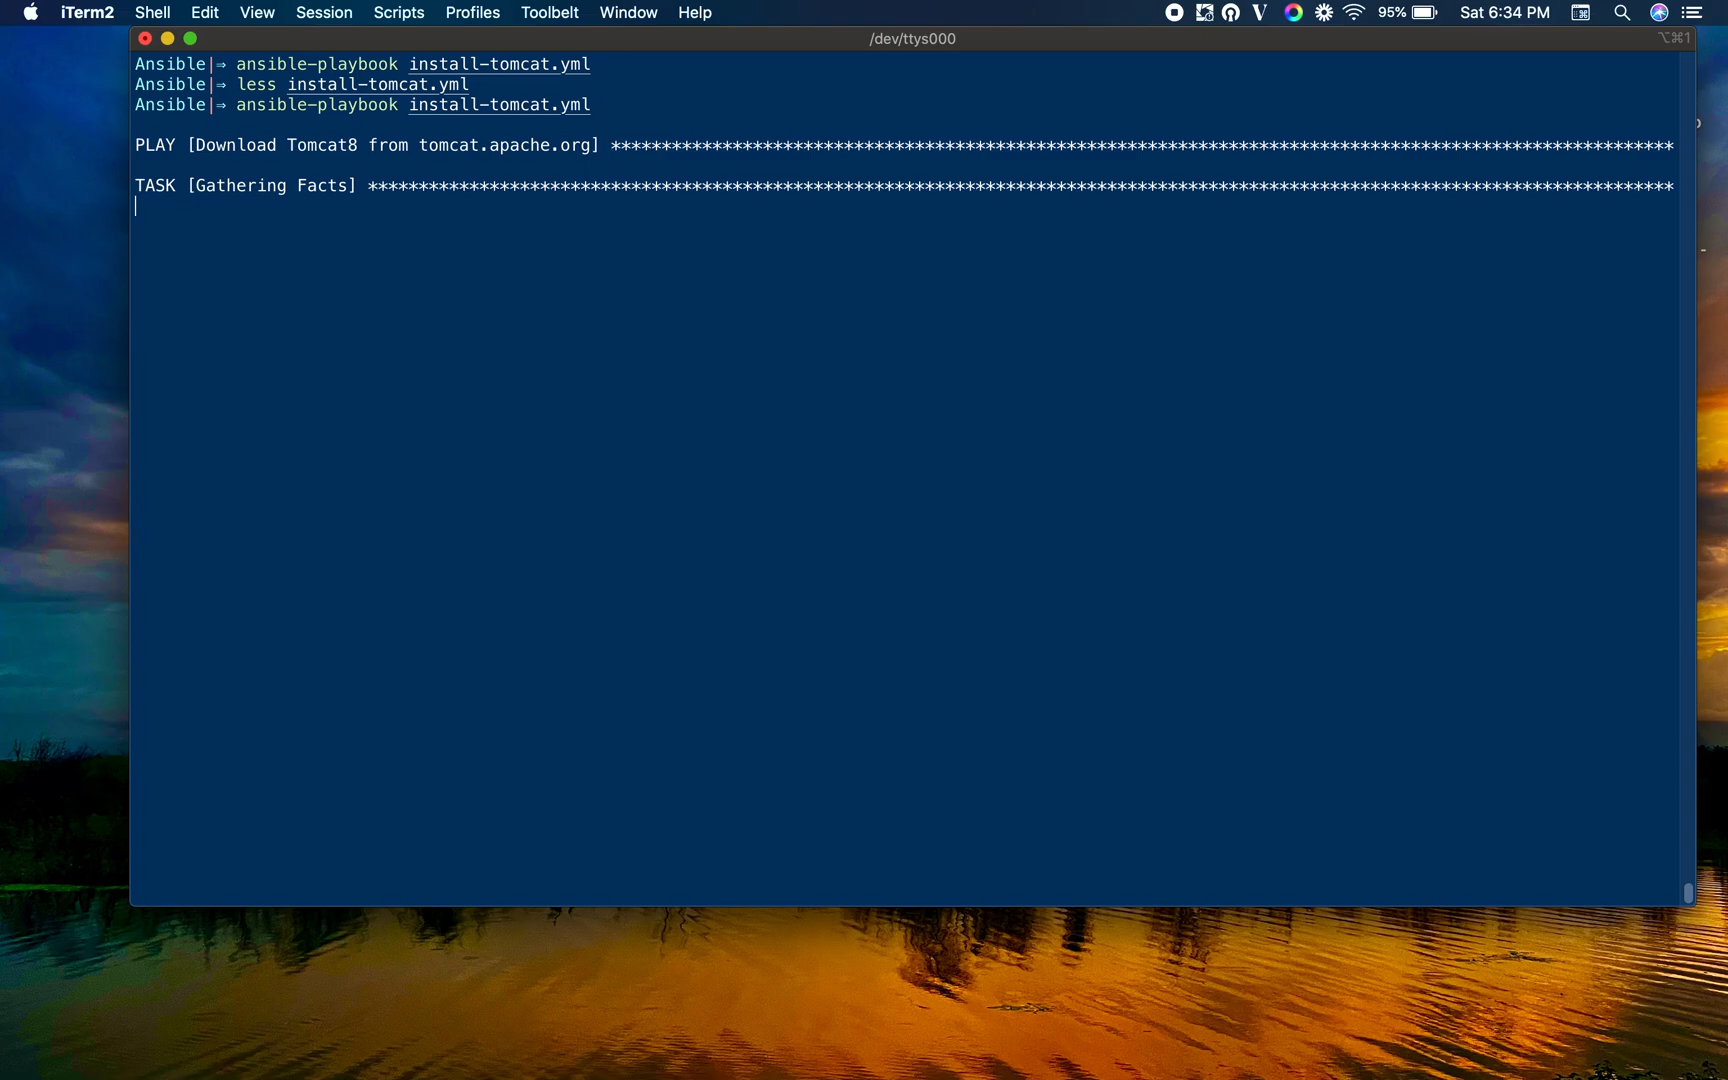 iTerm2 Shell Edit View Session Scripts Profiles Toolbelt Window Help V 95% Sat 6:34 PM
/dev/ttys000 ⌥⌘1
Ansible|⇒ ansible-playbook install-tomcat.yml
Ansible|⇒ less install-tomcat.yml
Ansible|⇒ ansible-playbook install-tomcat.yml
PLAY [Download Tomcat8 from tomcat.apache.org] *********************************************************************************************************
TASK [Gathering Facts] *********************************************************************************************************************************